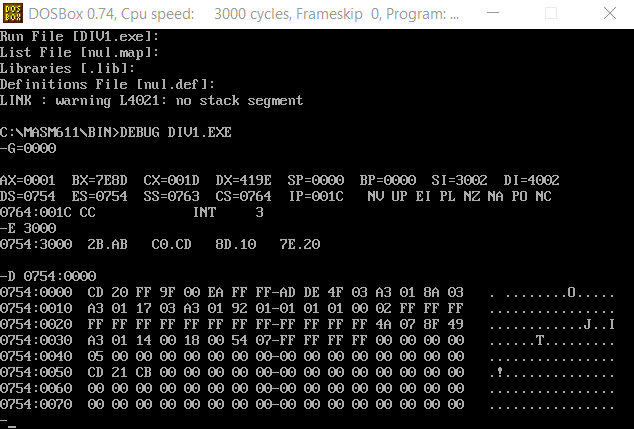 DOSBox 0.74, Cpu speed: 3000 cycles, Frameskip 0, Program: ...
Run File [DIV1.exe]:
List File [nul.map]:
Libraries [.lib]:
Definitions File [nul.def]:
LINK : warning L4021: no stack segment
C:\MASM611\BIN>DEBUG DIV1.EXE
-G=0000
AX=0001 BX=7E8D CX=001D DX=419E SP=0000 BP=0000 SI=3002 DI=4002
DS=0754 ES=0754 SS=0763 CS=0764 IP=001C NV UP EI PL NZ NA PO NC
0764:001C CC INT 3
-E 3000
0754:3000 2B.AB C0.CD 8D.10 7E.20
-D 0754:0000
0754:0000 CD 20 FF 9F 00 EA FF FF-AD DE 4F 03 A3 01 8A 03 . ........O.....
0754:0010 A3 01 17 03 A3 01 92 01-01 01 01 00 02 FF FF FF ................
0754:0020 FF FF FF FF FF FF FF FF-FF FF FF FF 4A 07 8F 49 ............J..I
0754:0030 A3 01 14 00 18 00 54 07-FF FF FF FF 00 00 00 00 ......T.........
0754:0040 05 00 00 00 00 00 00 00-00 00 00 00 00 00 00 00 ................
0754:0050 CD 21 CB 00 00 00 00 00-00 00 00 00 00 00 00 00 .!..............
0754:0060 00 00 00 00 00 00 00 00-00 00 00 00 00 00 00 00 ................
0754:0070 00 00 00 00 00 00 00 00-00 00 00 00 00 00 00 00 ................
-_